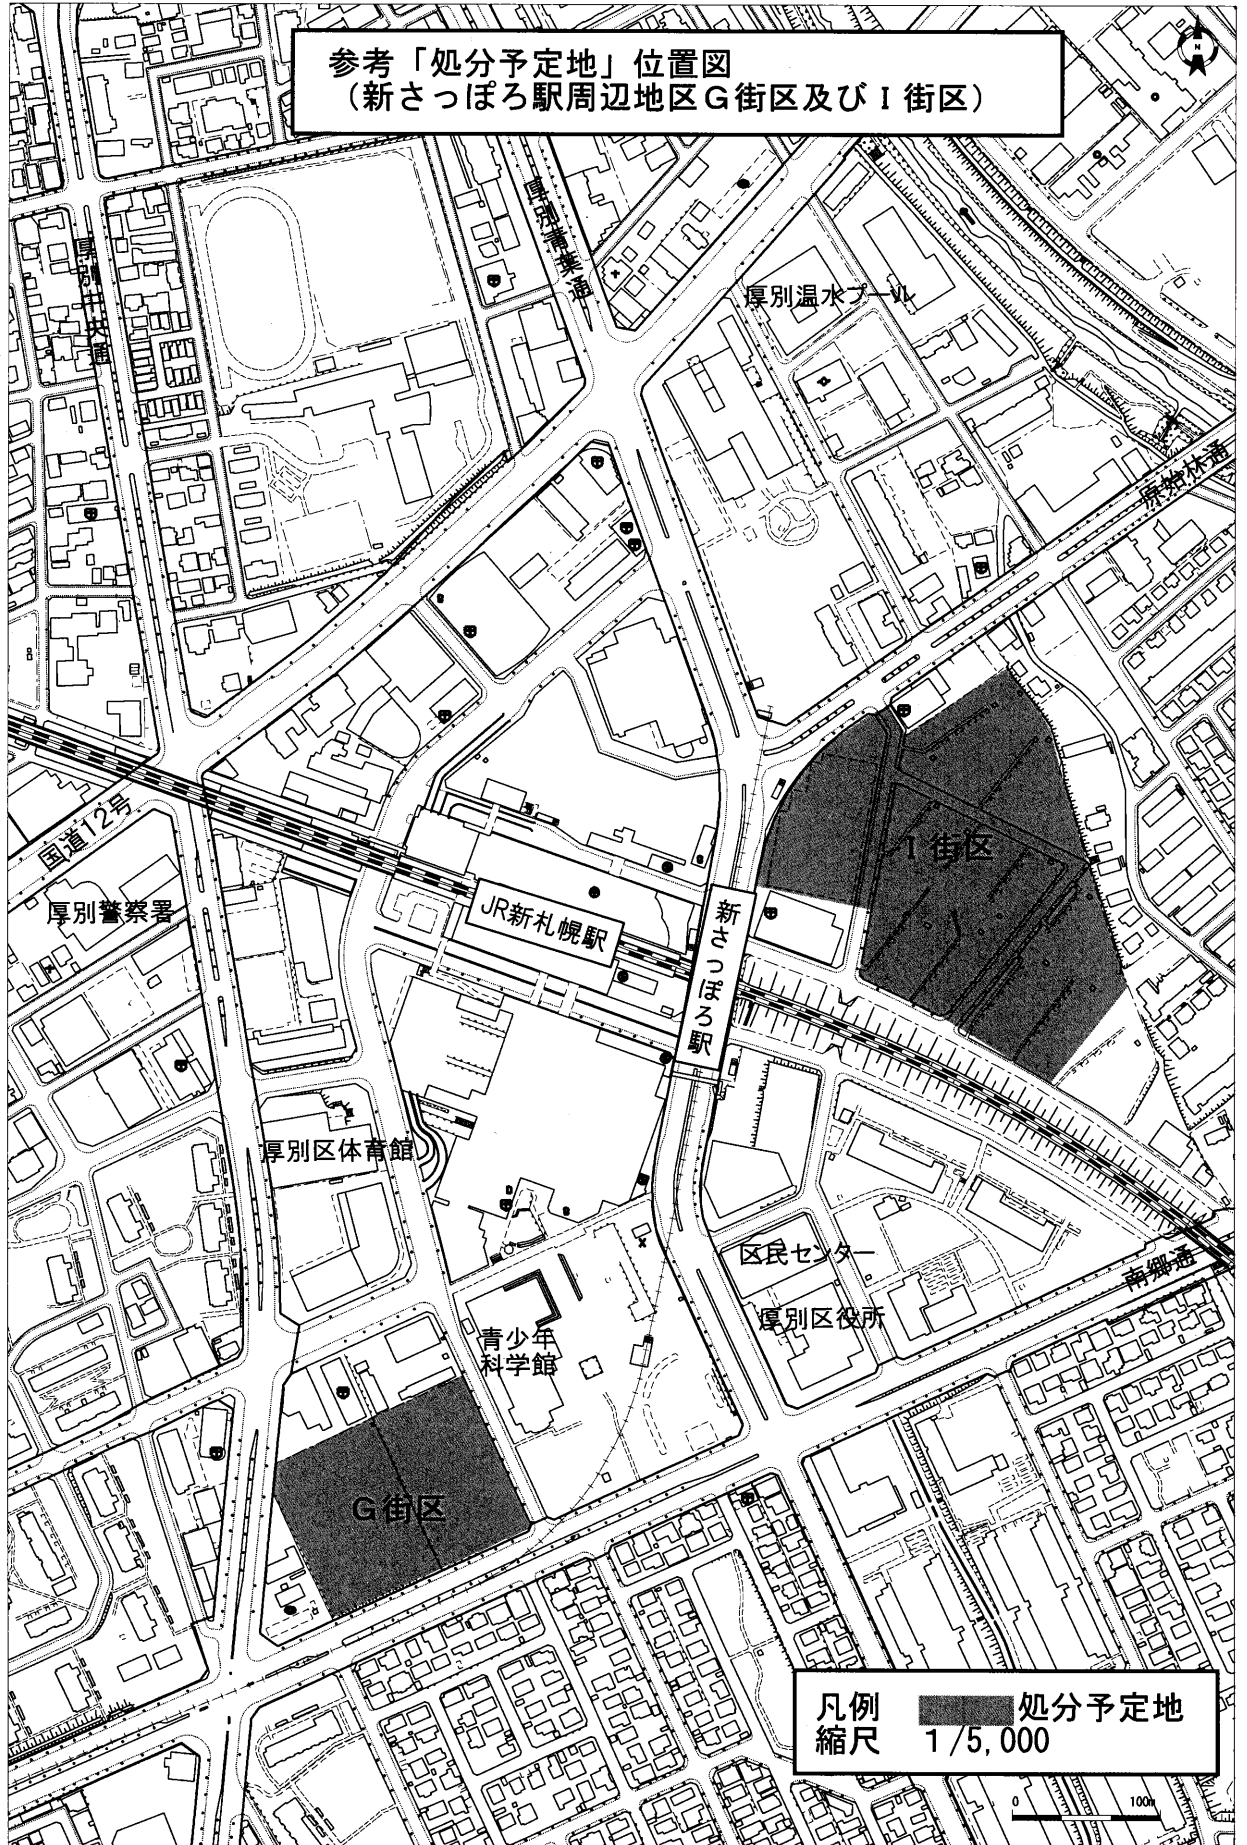 参考「処分予定地」位置図
（新さっぽろ駅周辺地区Ｇ街区及びＩ街区）
N
厚別青葉通
厚別中央通
厚別温水プール
原始林通
国道12号
Ｉ街区
厚別警察署
JR新札幌駅
新さっぽろ駅
厚別区体育館
区民センター
南郷通
厚別区役所
青少年
科学館
Ｇ街区
凡例 処分予定地
縮尺 1/5,000
0 100m